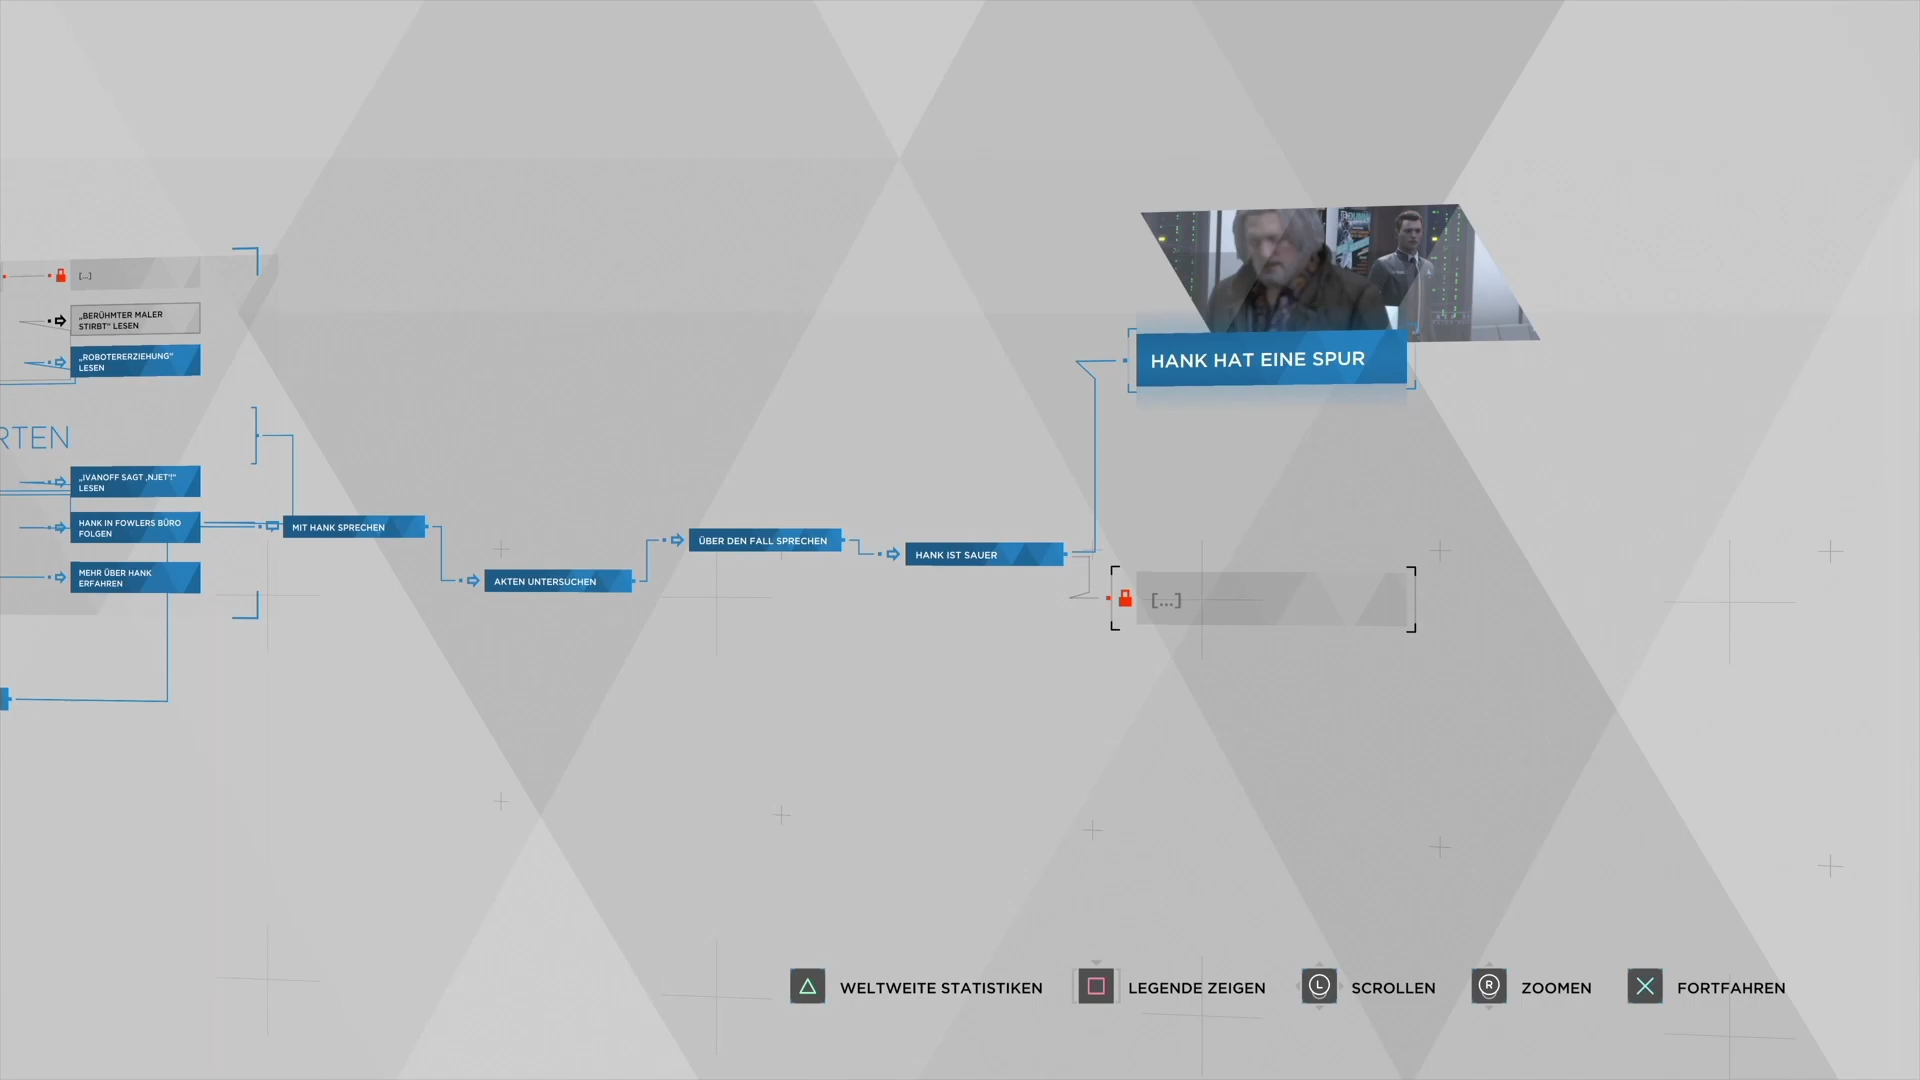 [...]
„BERÜHMTER MALER
STIRBT“ LESEN
„ROBOTERERZIEHUNG“
LESEN
RTEN
„IVANOFF SAGT ‚NJET‘!“
LESEN
HANK IN FOWLERS BÜRO
FOLGEN
MEHR ÜBER HANK
ERFAHREN
MIT HANK SPRECHEN
AKTEN UNTERSUCHEN
ÜBER DEN FALL SPRECHEN
HANK IST SAUER
HANK HAT EINE SPUR
[...]
WELTWEITE STATISTIKEN
LEGENDE ZEIGEN
L
SCROLLEN
R
ZOOMEN
FORTFAHREN